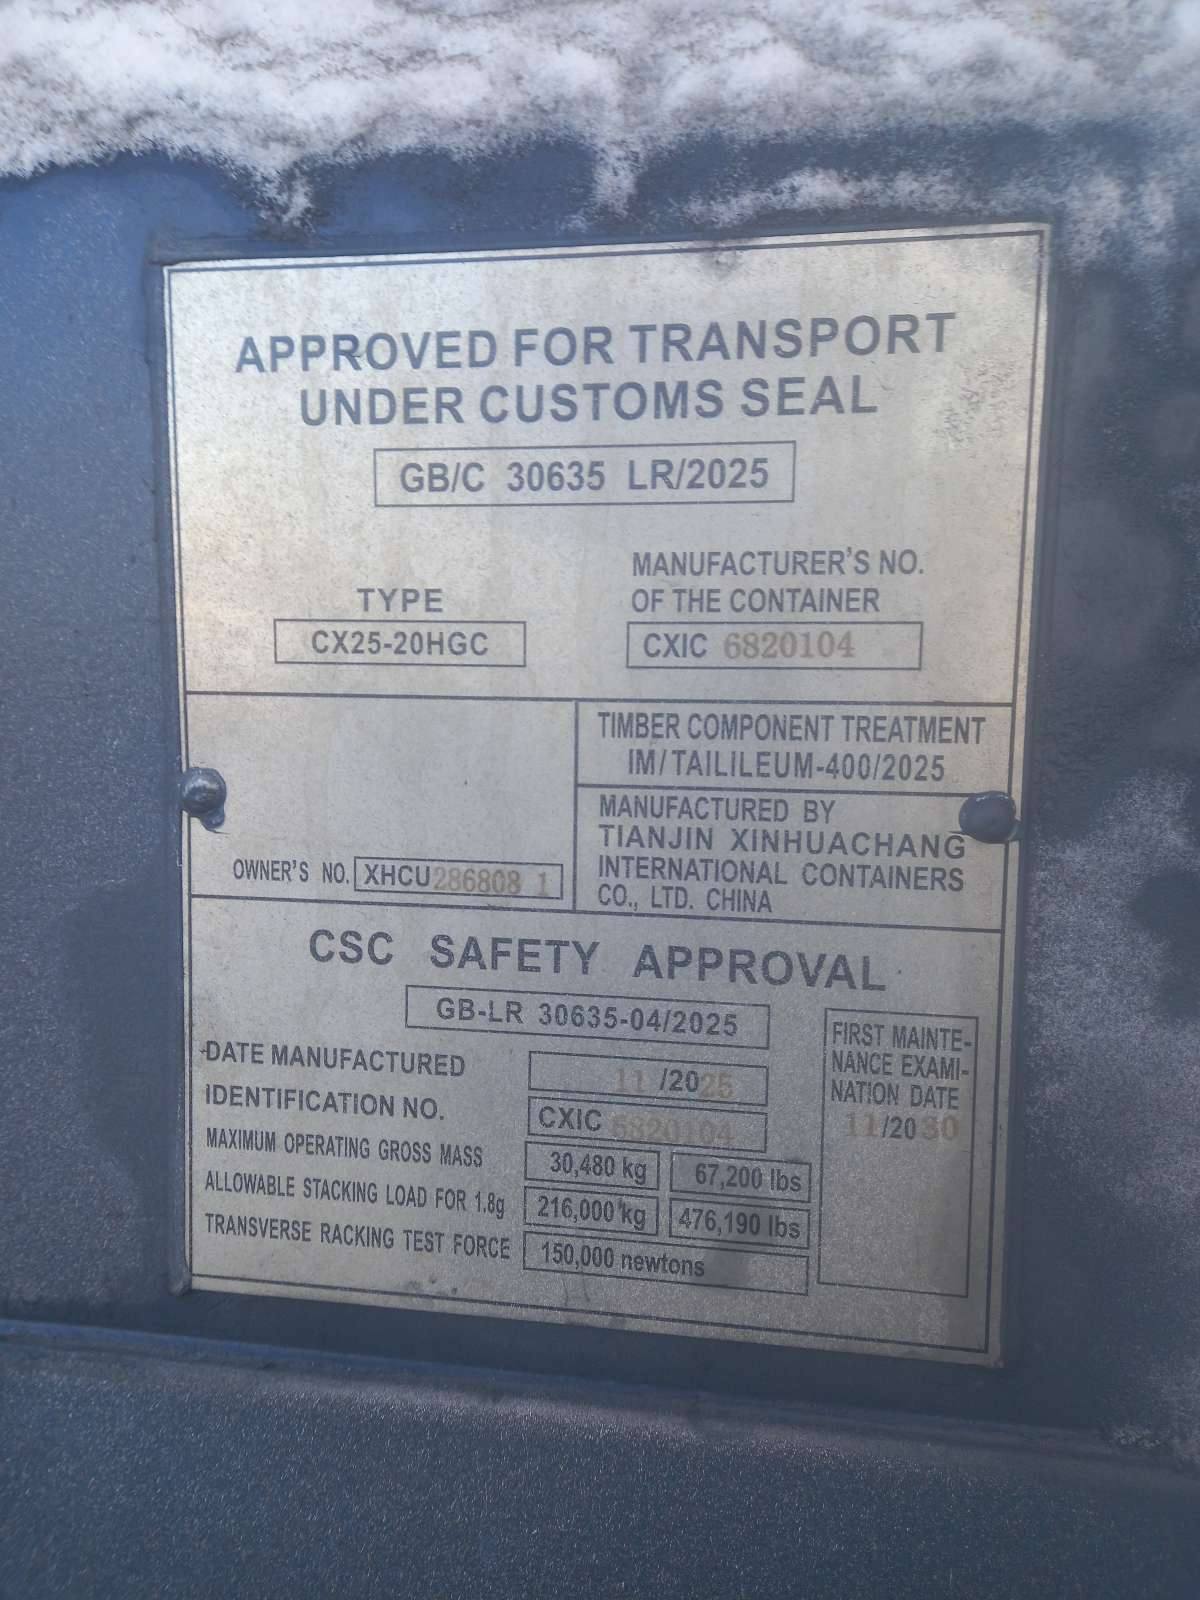 APPROVED FOR TRANSPORT
UNDER CUSTOMS SEAL
GB/C 30635 LR/2025
TYPE
CX25-20HGC
MANUFACTURER'S NO.
OF THE CONTAINER
CXIC 6820104
TIMBER COMPONENT TREATMENT
IM/TAILILEUM-400/2025
MANUFACTURED BY
TIANJIN XINHUACHANG
INTERNATIONAL CONTAINERS
CO., LTD. CHINA
OWNER'S NO. XHCU 286808 1
CSC SAFETY APPROVAL
GB-LR 30635-04/2025
DATE MANUFACTURED 11/2025
IDENTIFICATION NO. CXIC 6820104
MAXIMUM OPERATING GROSS MASS 30,480 kg 67,200 lbs
ALLOWABLE STACKING LOAD FOR 1.8g 216,000 kg 476,190 lbs
TRANSVERSE RACKING TEST FORCE 150,000 newtons
FIRST MAINTE-
NANCE EXAMI-
NATION DATE
11/2030